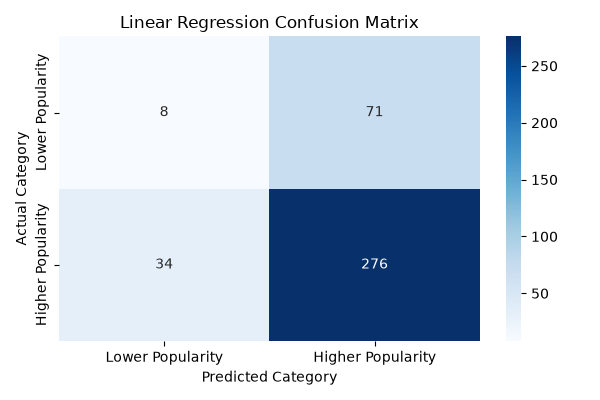 Linear Regression Confusion Matrix
Actual Category
Lower Popularity
Higher Popularity
8
71
34
276
Lower Popularity
Higher Popularity
Predicted Category
250
200
150
100
50